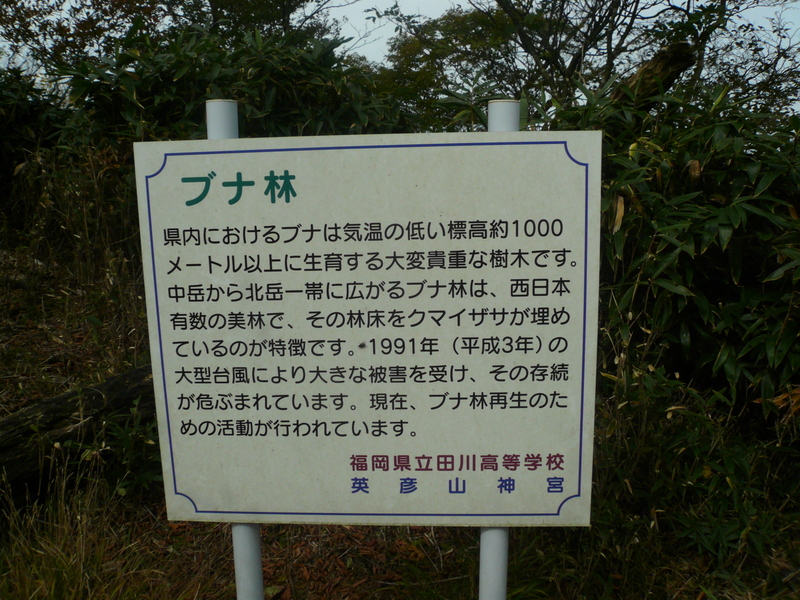 ブナ林
県内におけるブナは気温の低い標高約1000
メートル以上に生育する大変貴重な樹木です。
中岳から北岳一帯に広がるブナ林は、西日本
有数の美林で、その林床をクマイザサが埋め
ているのが特徴です。1991年（平成3年）の
大型台風により大きな被害を受け、その存続
が危ぶまれています。現在、ブナ林再生のた
めの活動が行われています。
福岡県立田川高等学校
英彦山神宮